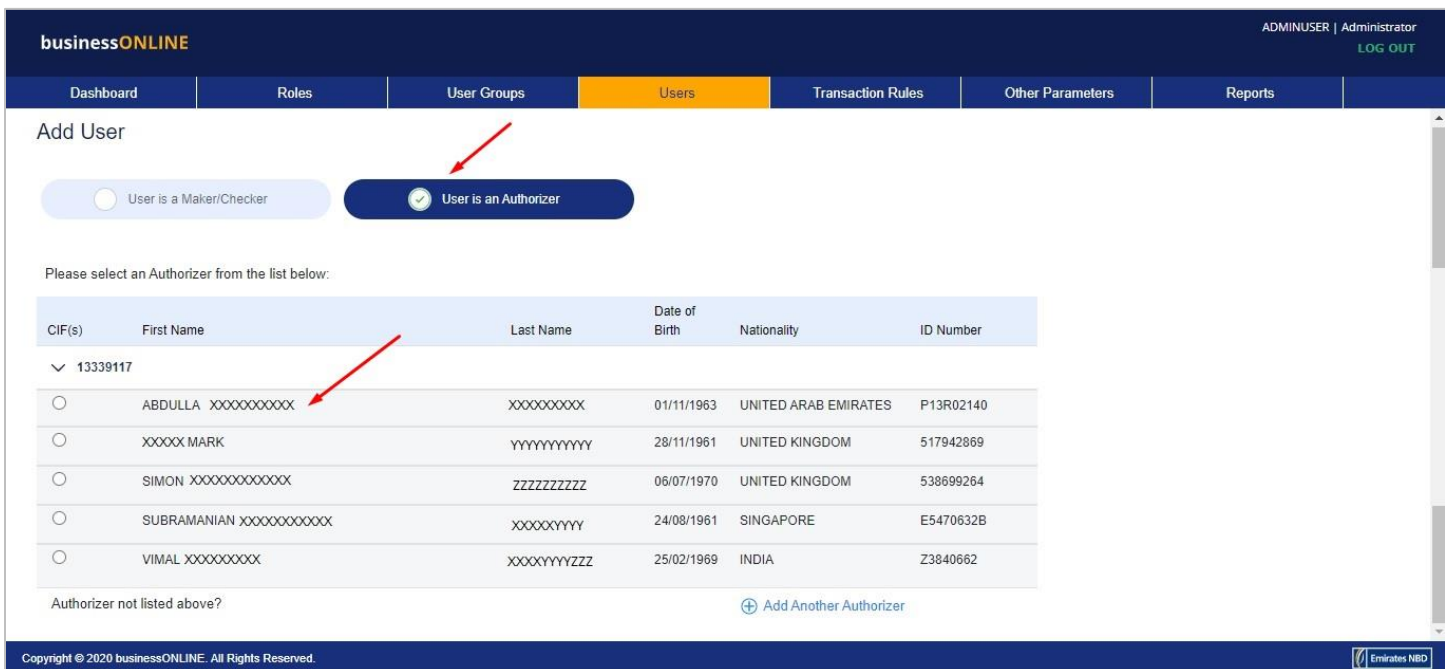 ADMINUSER | Administrator
businessONLINE
LOG OUT
Dashboard Roles User Groups Users Transaction Rules Other Parameters Reports
Add User
User is a Maker/Checker User is an Authorizer
Please select an Authorizer from the list below:
CIF(s) First Name Last Name Date of Birth Nationality ID Number
13339117
ABDULLA XXXXXXXXXX XXXXXXXXX 01/11/1963 UNITED ARAB EMIRATES P13R02140
XXXXX MARK YYYYYYYYYYY 28/11/1961 UNITED KINGDOM 517942869
SIMON XXXXXXXXXXXX ZZZZZZZZZZ 06/07/1970 UNITED KINGDOM 538699264
SUBRAMANIAN XXXXXXXXXXX XXXXXYYYY 24/08/1961 SINGAPORE E5470632B
VIMAL XXXXXXXXX XXXXYYYYZZZ 25/02/1969 INDIA Z3840662
Authorizer not listed above? Add Another Authorizer
Copyright © 2020 businessONLINE. All Rights Reserved. Emirates NBD